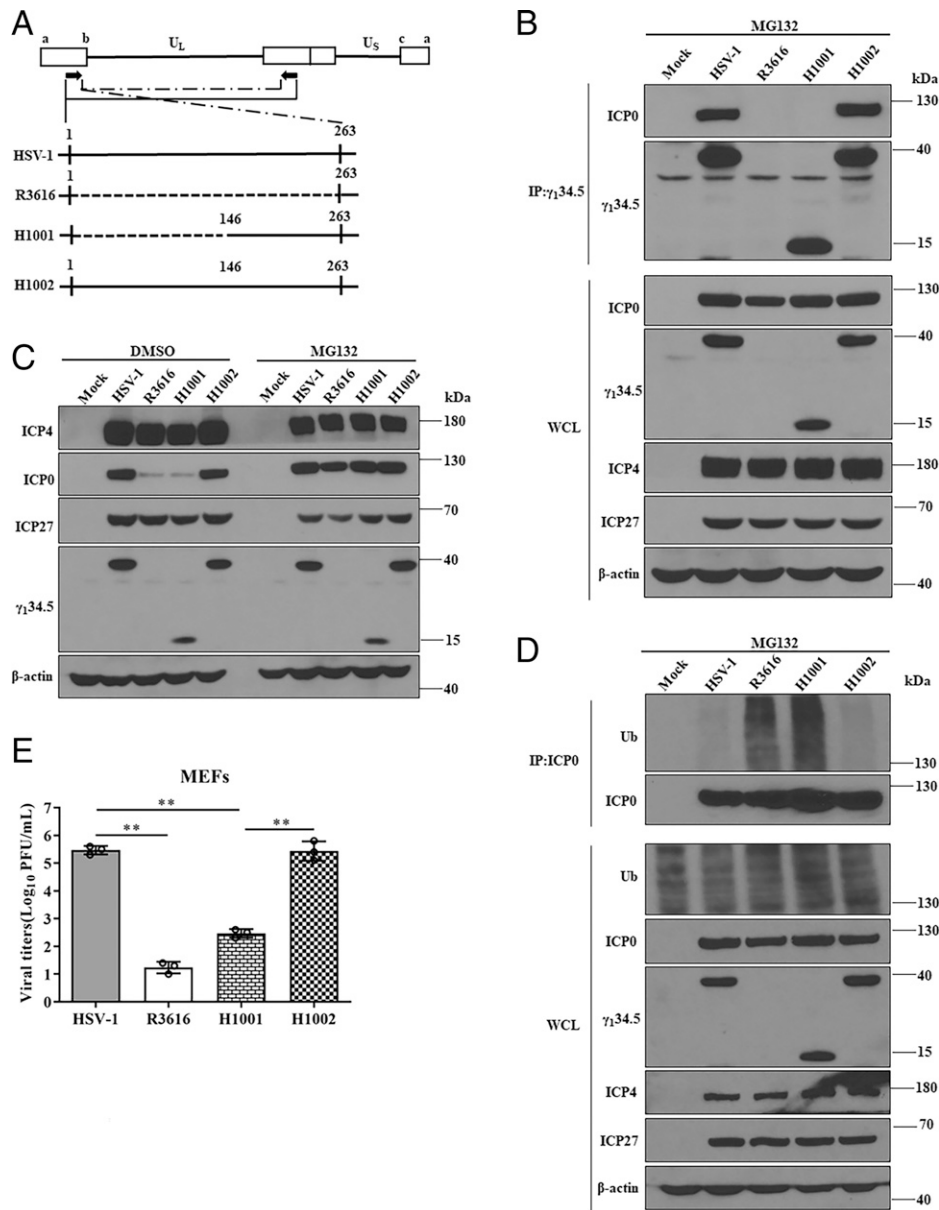 A
a b U_L U_S c a
1 263
HSV-1
1 263
R3616
146 263
H1001
1 146 263
H1002
B
MG132
Mock HSV-1 R3616 H1001 H1002 kDa
ICP0 130
IP:γ₁34.5
40
γ₁34.5
15
ICP0 130
40
γ₁34.5
15
WCL
ICP4 180
70
ICP27
β-actin
40
C
DMSO MG132
Mock HSV-1 R3616 H1001 H1002 Mock HSV-1 R3616 H1001 H1002 kDa
ICP4 180
130
ICP0
70
ICP27
40
γ₁34.5
15
β-actin
40
D
MG132
Mock HSV-1 R3616 H1001 H1002 kDa
Ub
130
IP:ICP0
ICP0 130
Ub
130
ICP0 130
40
γ₁34.5
WCL
15
ICP4 180
70
ICP27
β-actin
40
E
MEFs
** ** **
Viral titers(Log₁₀ PFU/mL)
7
6
5
4
3
2
1
0
HSV-1 R3616 H1001 H1002